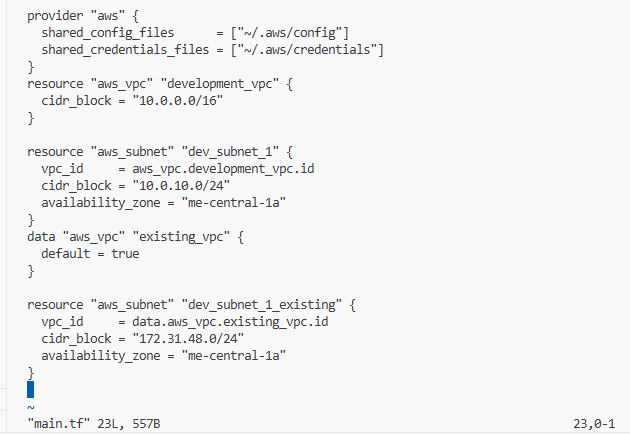 provider "aws" {
  shared_config_files      = ["~/.aws/config"]
  shared_credentials_files = ["~/.aws/credentials"]
}
resource "aws_vpc" "development_vpc" {
  cidr_block = "10.0.0.0/16"
}

resource "aws_subnet" "dev_subnet_1" {
  vpc_id     = aws_vpc.development_vpc.id
  cidr_block = "10.0.10.0/24"
  availability_zone = "me-central-1a"
}
data "aws_vpc" "existing_vpc" {
  default = true
}

resource "aws_subnet" "dev_subnet_1_existing" {
  vpc_id     = data.aws_vpc.existing_vpc.id
  cidr_block = "172.31.48.0/24"
  availability_zone = "me-central-1a"
}

~
"main.tf" 23L, 557B 23,0-1